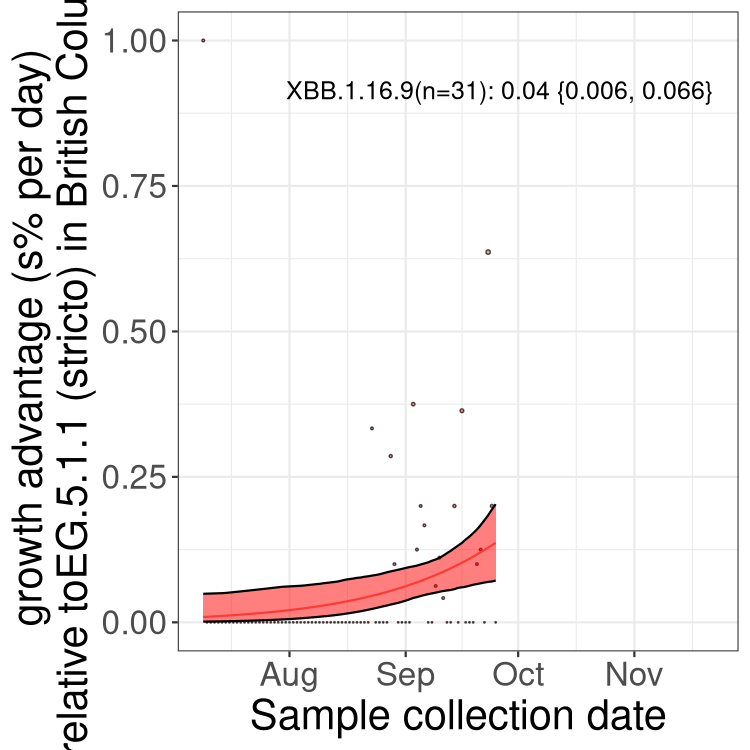 growth advantage (s% per day)
relative toEG.5.1.1 (stricto) in British Colu
1.00
0.75
0.50
0.25
0.00
XBB.1.16.9(n=31): 0.04 {0.006, 0.066}
Aug Sep Oct Nov
Sample collection date